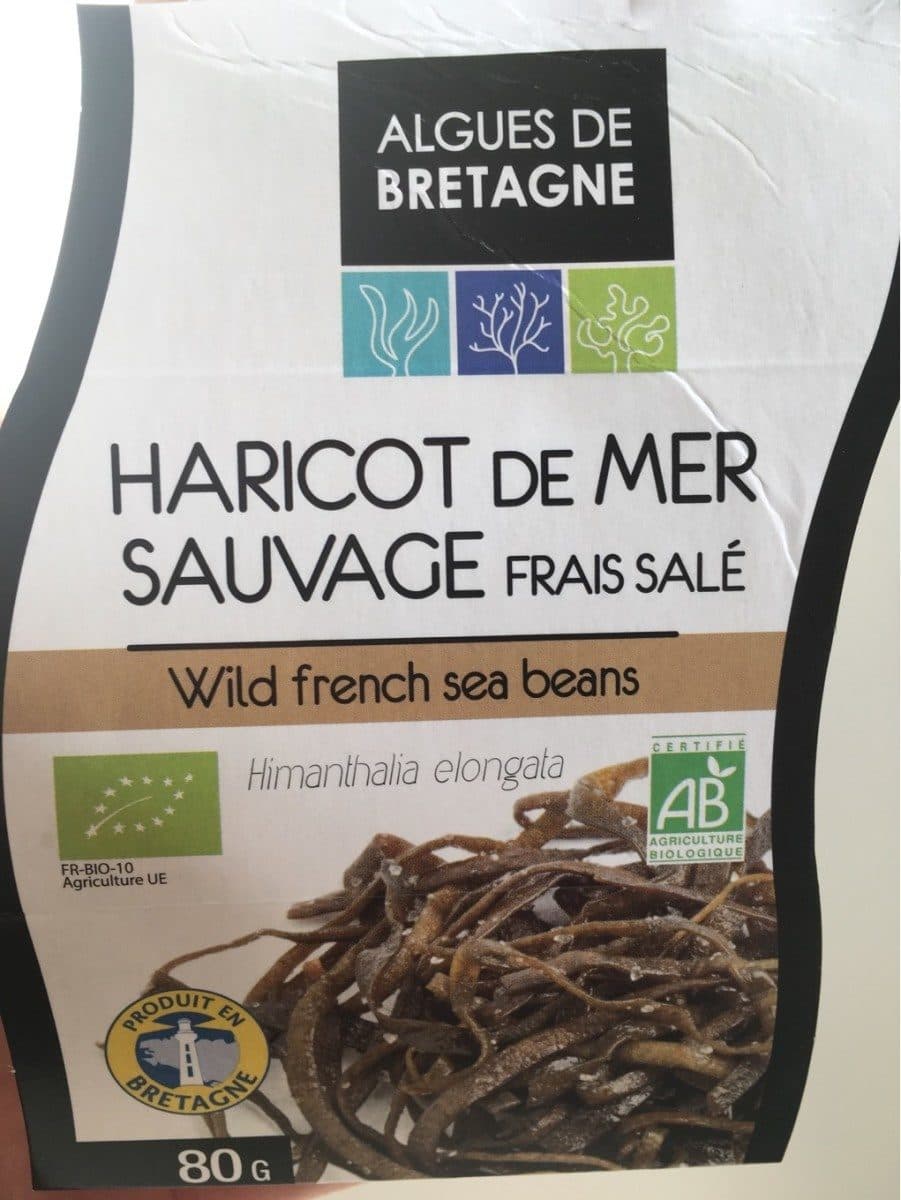 ALGUES DE
BRETAGNE
HARICOT DE MER
SAUVAGE FRAIS SALÉ
Wild french sea beans
Himanthalia elongata
CERTIFIÉ
AB
AGRICULTURE
BIOLOGIQUE
FR-BIO-10
Agriculture UE
PRODUIT EN
BRETAGNE
80 G